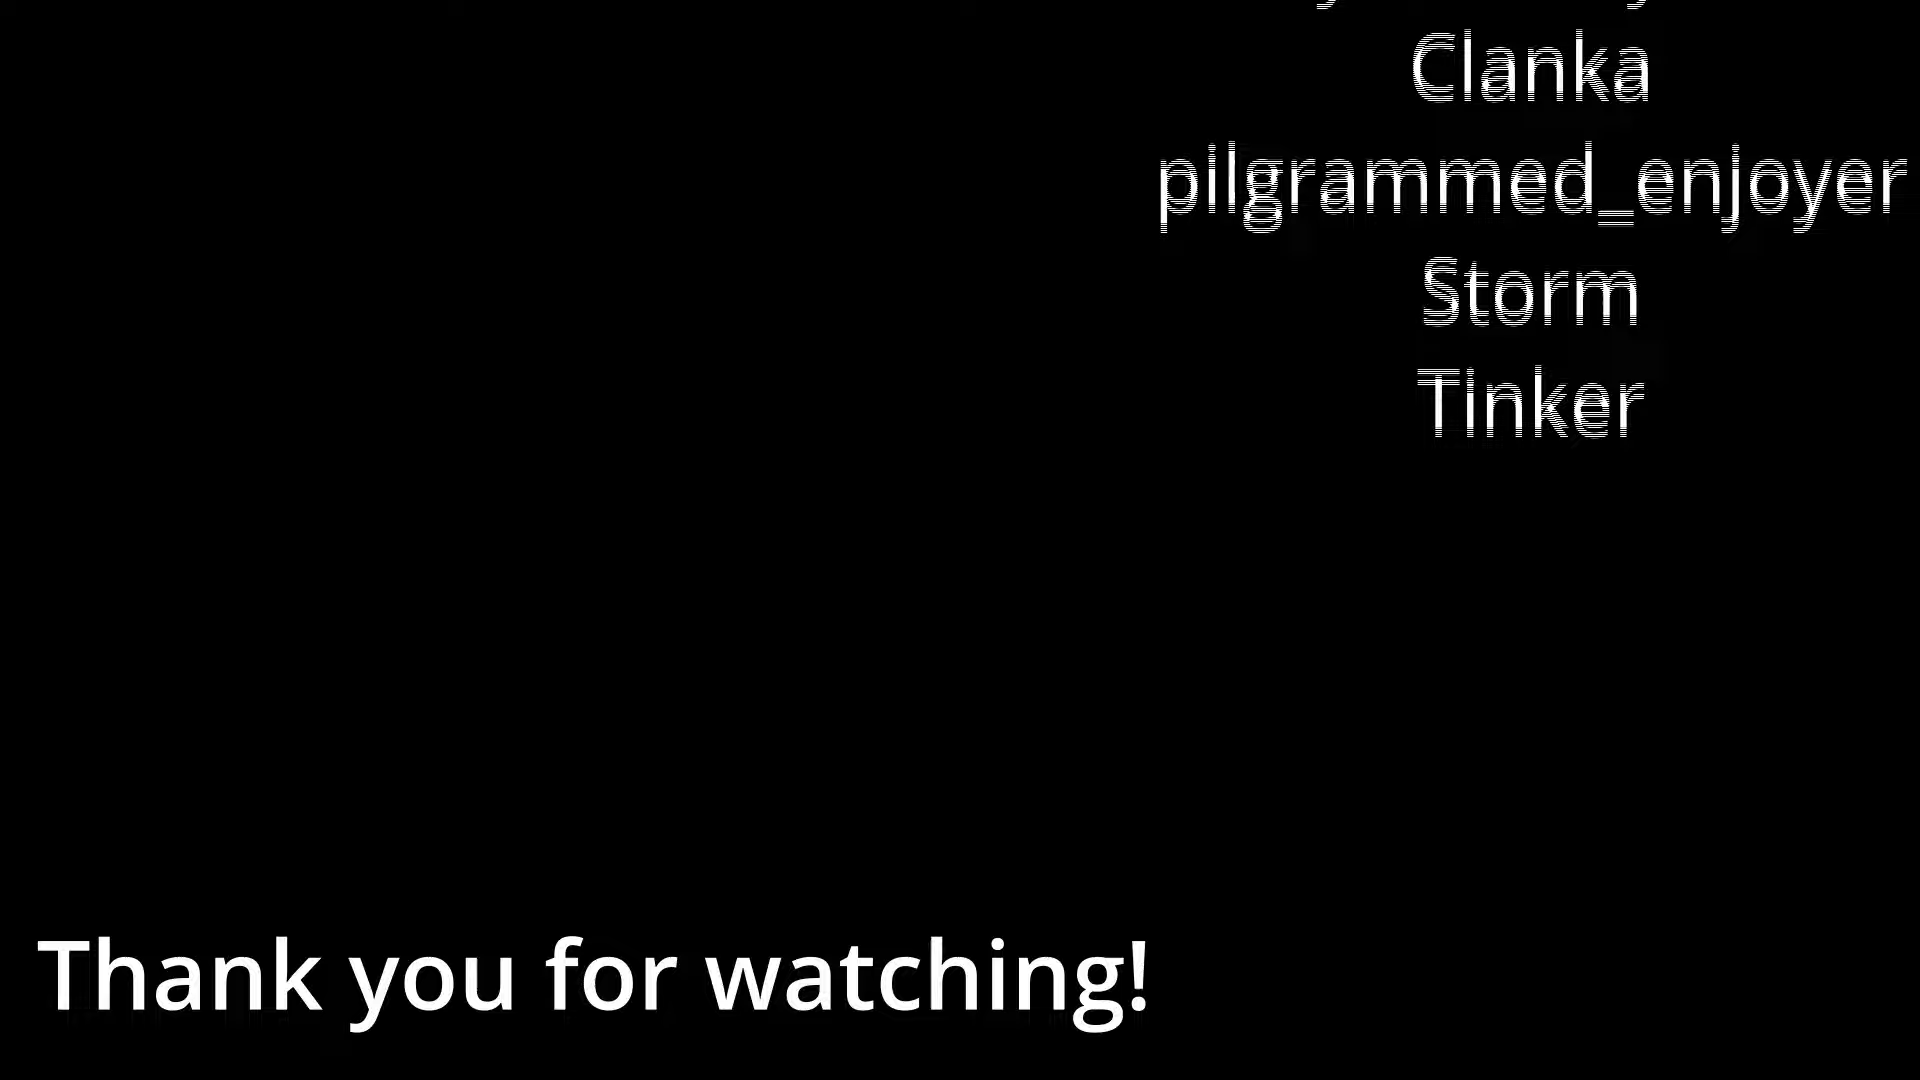 Clanka
pilgrammed_enjoyer
Storm
Tinker
Thank you for watching!